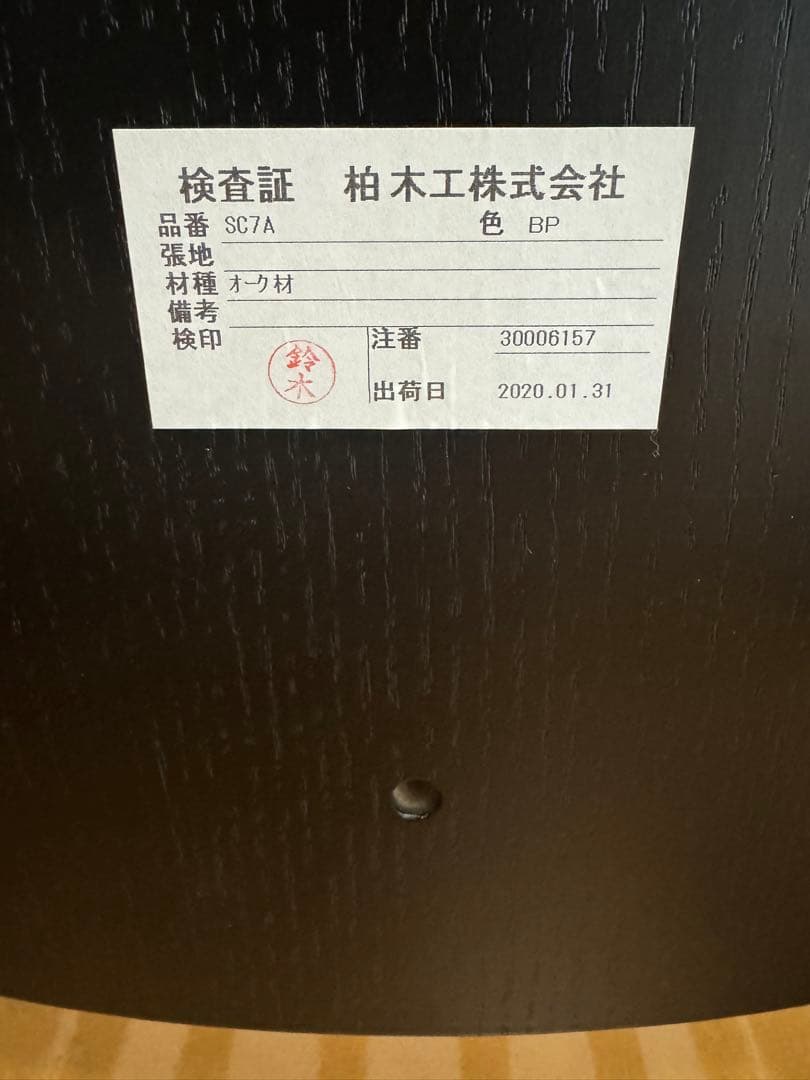 検査証 柏木工株式会社
品番 SC7A 色 BP
張地
材種 オーク材
備考
検印 注番 30006157
鈴木
出荷日 2020.01.31